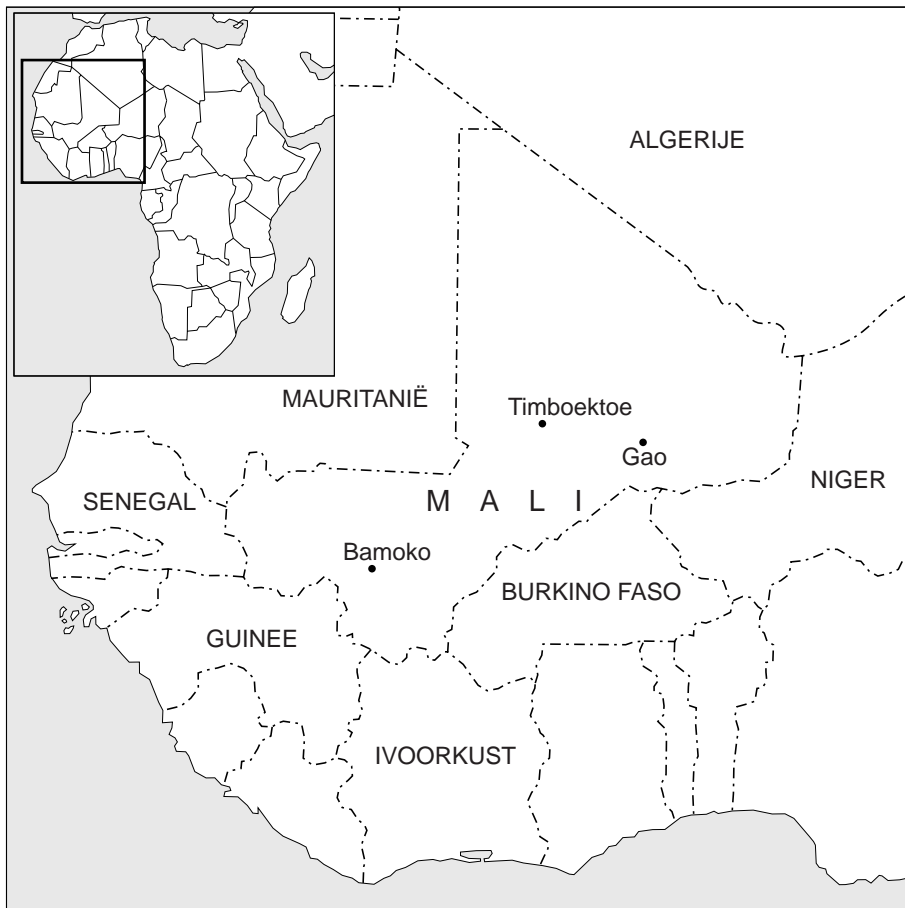 ALGERIJE
MAURITANIË
Timboektoe
Gao
NIGER
SENEGAL
M A L I
Bamoko
BURKINO FASO
GUINEE
IVOORKUST